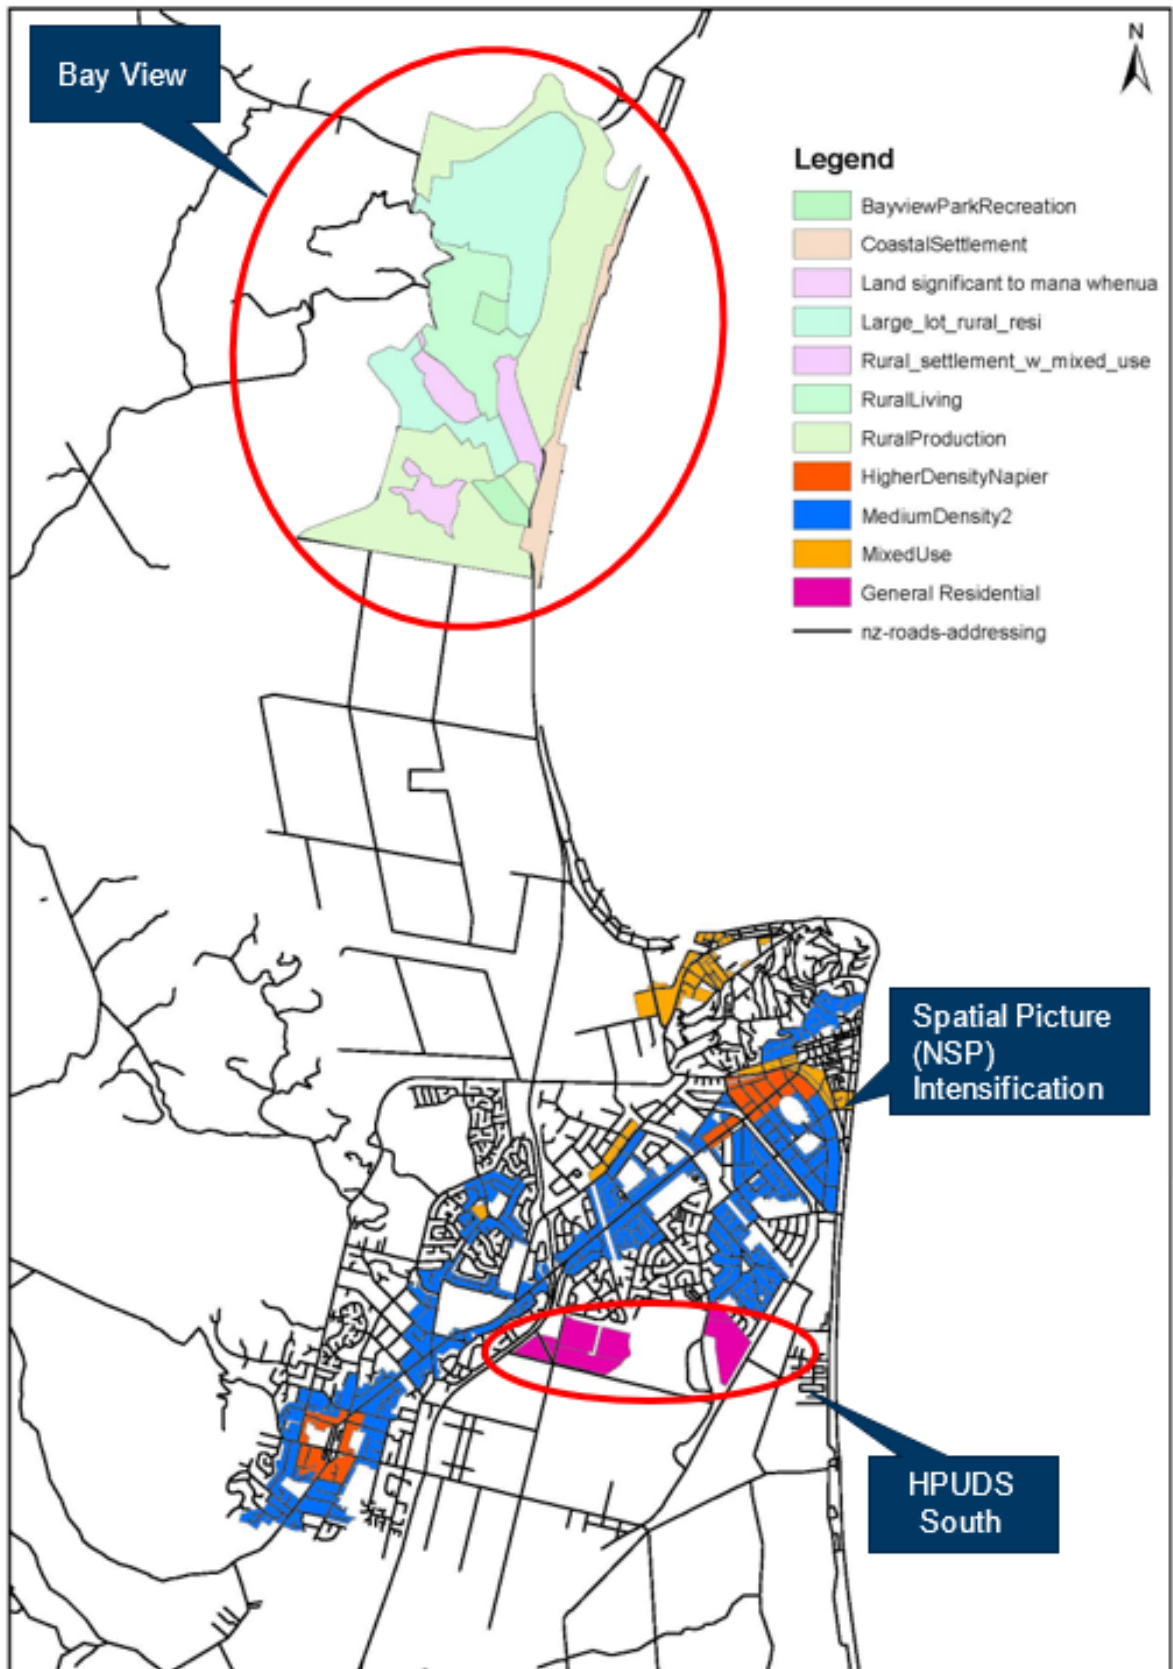 Bay View
N
Legend
BayviewParkRecreation
CoastalSettlement
Land significant to mana whenua
Large_lot_rural_resi
Rural_settlement_w_mixed_use
RuralLiving
RuralProduction
HigherDensityNapier
MediumDensity2
MixedUse
General Residential
nz-roads-addressing
Spatial Picture
(NSP)
Intensification
HPUDS
South